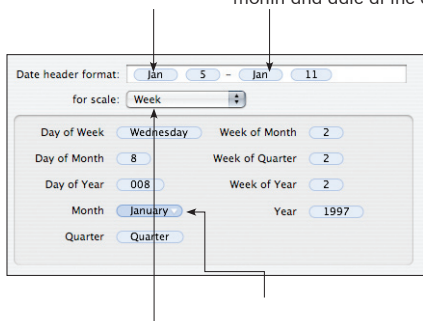 Date header format: Jan 5 - Jan 11
for scale: Week
Day of Week Wednesday Week of Month 2
Day of Month 8 Week of Quarter 2
Day of Year 008 Week of Year 2
Month January Year 1997
Quarter Quarter